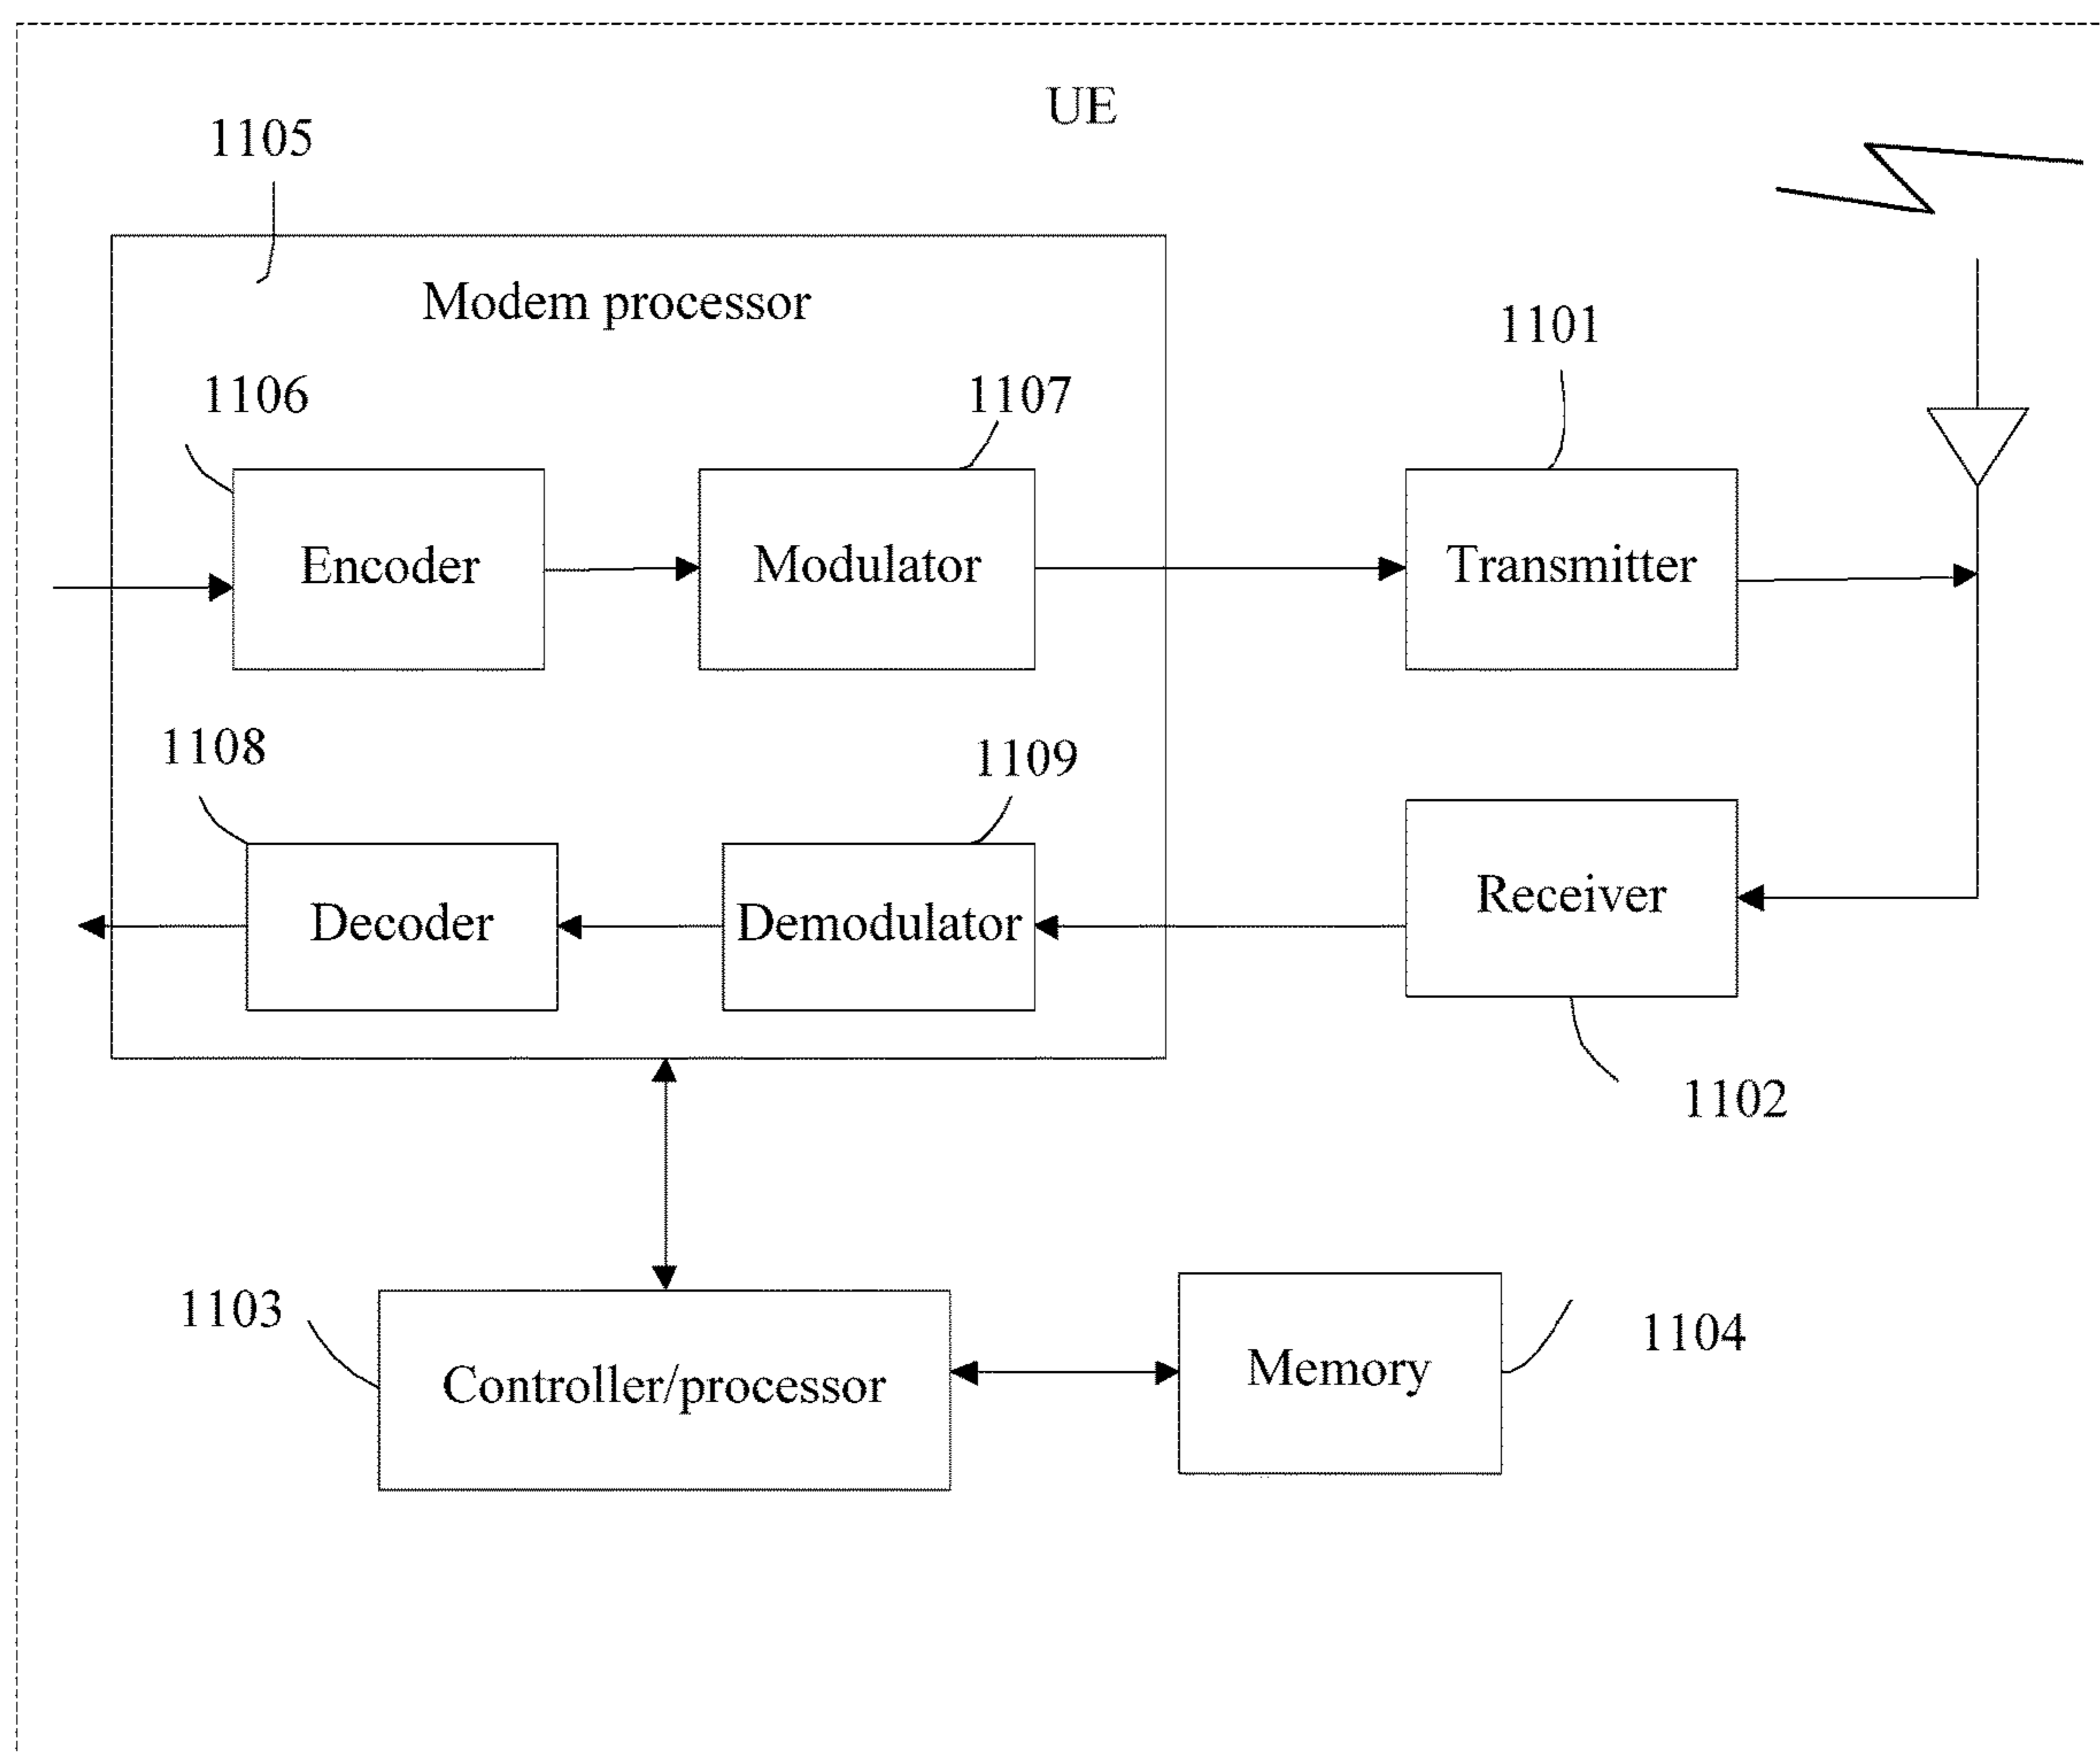 UE
1105
Modem processor
1101
1106
1107
Encoder
Modulator
Transmitter
1108
1109
Decoder
Demodulator
Receiver
1102
1103
Controller/processor
Memory
1104